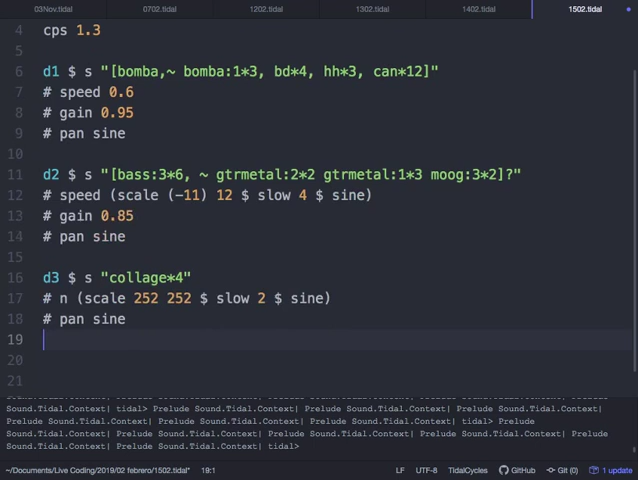 03Nov.tidal 0702.tidal 1202.tidal 1302.tidal 1402.tidal 1502.tidal
4 cps 1.3
5
6 d1 $ s "[bomba,~ bomba:1*3, bd*4, hh*3, can*12]"
7 # speed 0.6
8 # gain 0.95
9 # pan sine
10
11 d2 $ s "[bass:3*6, ~ gtrmetal:2*2 gtrmetal:1*3 moog:3*2]?"
12 # speed (scale (-11) 12 $ slow 4 $ sine)
13 # gain 0.85
14 # pan sine
15
16 d3 $ s "collage*4"
17 # n (scale 252 252 $ slow 2 $ sine)
18 # pan sine
19
20
21
Sound.Tidal.Context| tidal> Prelude Sound.Tidal.Context| Prelude Sound.Tidal.Context| Prelude Sound.Tidal.Context|
Prelude Sound.Tidal.Context| Prelude Sound.Tidal.Context| Prelude Sound.Tidal.Context| tidal> Prelude
Sound.Tidal.Context| Prelude Sound.Tidal.Context| Prelude Sound.Tidal.Context| Prelude Sound.Tidal.Context| Prelude
Sound.Tidal.Context| Prelude Sound.Tidal.Context| tidal>
~/Documents/Live Coding/2019/02 febrero/1502.tidal* 19:1 LF UTF-8 TidalCycles GitHub Git (0) 1 update